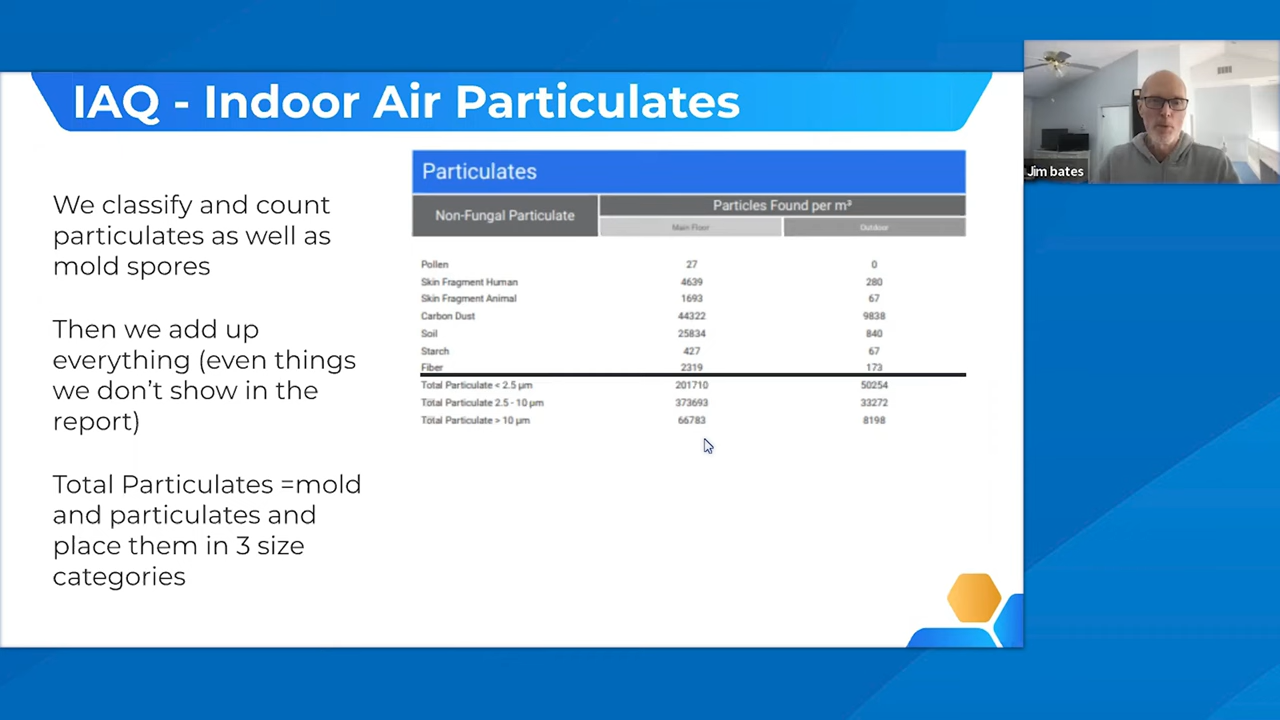 IAQ - Indoor Air Particulates
We classify and count
particulates as well as
mold spores
Then we add up
everything (even things
we don't show in the
report)
Total Particulates =mold
and particulates and
place them in 3 size
categories
Particulates
Non-Fungal Particulate
Particles Found per m³
Main Floor Outdoor
Pollen 27 0
Skin Fragment Human 4639 280
Skin Fragment Animal 1693 67
Carbon Dust 44322 9838
Soil 25834 840
Starch 427 67
Fiber 2319 173
Total Particulate < 2.5 µm 201710 50254
Total Particulate 2.5 - 10 µm 373693 33272
Total Particulate > 10 µm 66783 8198
Jim bates